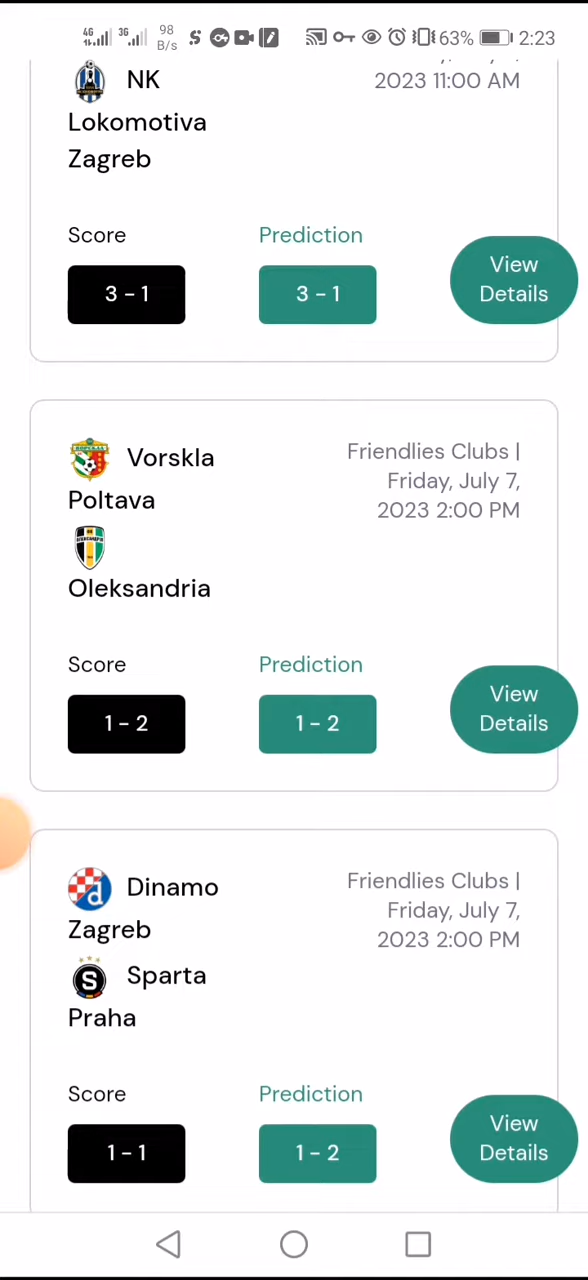 4G 3G 98 B/s 63% 2:23
NK
Lokomotiva
Zagreb
2023 11:00 AM
Score
Prediction
3 - 1
3 - 1
View
Details
Vorskla
Poltava
Oleksandria
Friendlies Clubs |
Friday, July 7,
2023 2:00 PM
Score
Prediction
1 - 2
1 - 2
View
Details
Dinamo
Zagreb
Sparta
Praha
Friendlies Clubs |
Friday, July 7,
2023 2:00 PM
Score
Prediction
1 - 1
1 - 2
View
Details